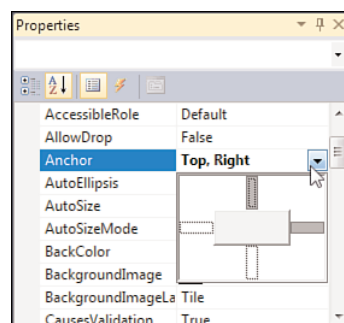 Properties
A
Z
AccessibleRole Default
AllowDrop False
Anchor Top, Right
AutoEllipsis
AutoSize
AutoSizeMode
BackColor
BackgroundImage
BackgroundImageLa Tile
CausesValidation True